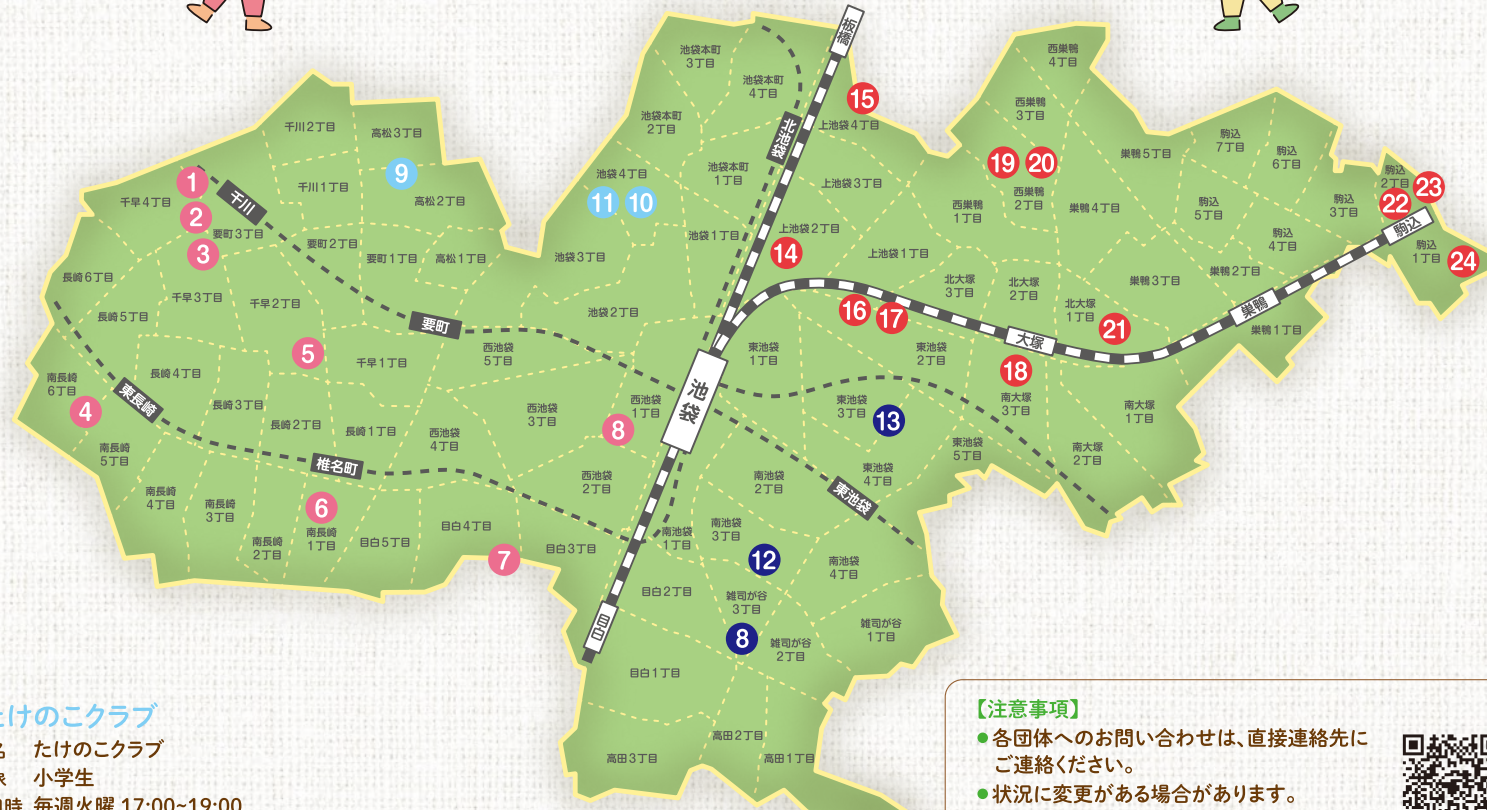 板橋
池袋本町
3丁目
池袋本町
4丁目
西巣鴨
4丁目
15
池袋本町
2丁目
北池袋
上池袋4丁目
西巣鴨
3丁目
千川2丁目
高松3丁目
駒込
7丁目
駒込
6丁目
巣鴨5丁目
19
20
1
千川
9
池袋4丁目
池袋本町
1丁目
千川1丁目
上池袋3丁目
駒込
2丁目
23
千早4丁目
高松2丁目
11
10
西巣鴨
1丁目
西巣鴨
2丁目
巣鴨4丁目
駒込
5丁目
駒込
3丁目
22
2
要町3丁目
要町2丁目
池袋1丁目
上池袋2丁目
駒込
3
要町1丁目
高松1丁目
池袋3丁目
14
上池袋1丁目
駒込
4丁目
駒込
1丁目
24
長崎6丁目
千早3丁目
千早2丁目
北大塚
3丁目
北大塚
2丁目
巣鴨3丁目
巣鴨2丁目
長崎5丁目
要町
池袋2丁目
16
17
北大塚
1丁目
21
巣鴨
巣鴨1丁目
5
千早1丁目
西池袋
5丁目
東池袋
1丁目
東池袋
2丁目
大塚
18
南長崎
6丁目
長崎4丁目
東長崎
池袋
4
長崎3丁目
長崎2丁目
長崎1丁目
西池袋
4丁目
西池袋
3丁目
8
西池袋
1丁目
東池袋
3丁目
13
南大塚
3丁目
南大塚
1丁目
南長崎
5丁目
椎名町
西池袋
2丁目
南池袋
2丁目
東池袋
4丁目
東池袋
東池袋
5丁目
南大塚
2丁目
南長崎
4丁目
南長崎
3丁目
6
南長崎
2丁目
南長崎
1丁目
目白5丁目
目白4丁目
7
目白3丁目
南池袋
1丁目
南池袋
3丁目
12
南池袋
4丁目
目白
目白2丁目
雑司が谷
3丁目
8
雑司が谷
2丁目
雑司が谷
1丁目
目白1丁目
高田3丁目
高田2丁目
高田1丁目
けのこクラブ
たけのこクラブ
小学生
時 毎週火曜 17:00~19:00
【注意事項】
●各団体へのお問い合わせは、直接連絡先に
ご連絡ください。
●状況に変更がある場合があります。